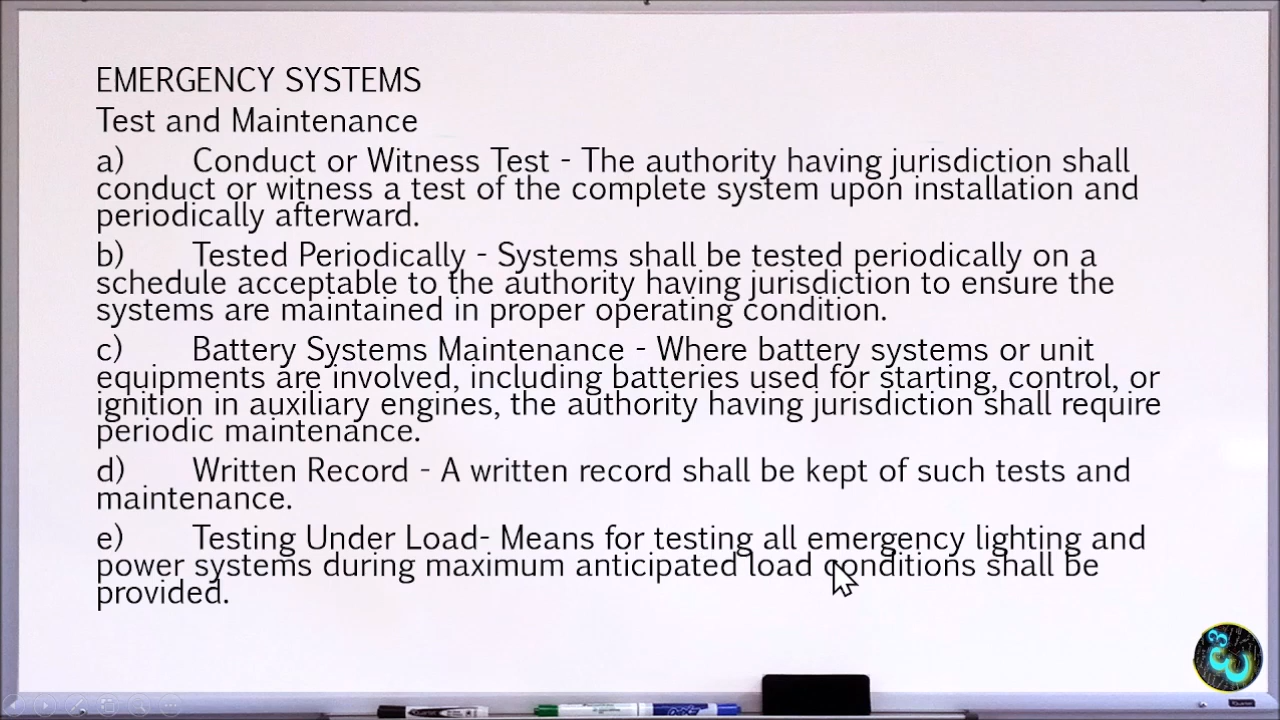 EMERGENCY SYSTEMS
Test and Maintenance
a) Conduct or Witness Test - The authority having jurisdiction shall
conduct or witness a test of the complete system upon installation and
periodically afterward.
b) Tested Periodically - Systems shall be tested periodically on a
schedule acceptable to the authority having jurisdiction to ensure the
systems are maintained in proper operating condition.
c) Battery Systems Maintenance - Where battery systems or unit
equipments are involved, including batteries used for starting, control, or
ignition in auxiliary engines, the authority having jurisdiction shall require
periodic maintenance.
d) Written Record - A written record shall be kept of such tests and
maintenance.
e) Testing Under Load- Means for testing all emergency lighting and
power systems during maximum anticipated load conditions shall be
provided.